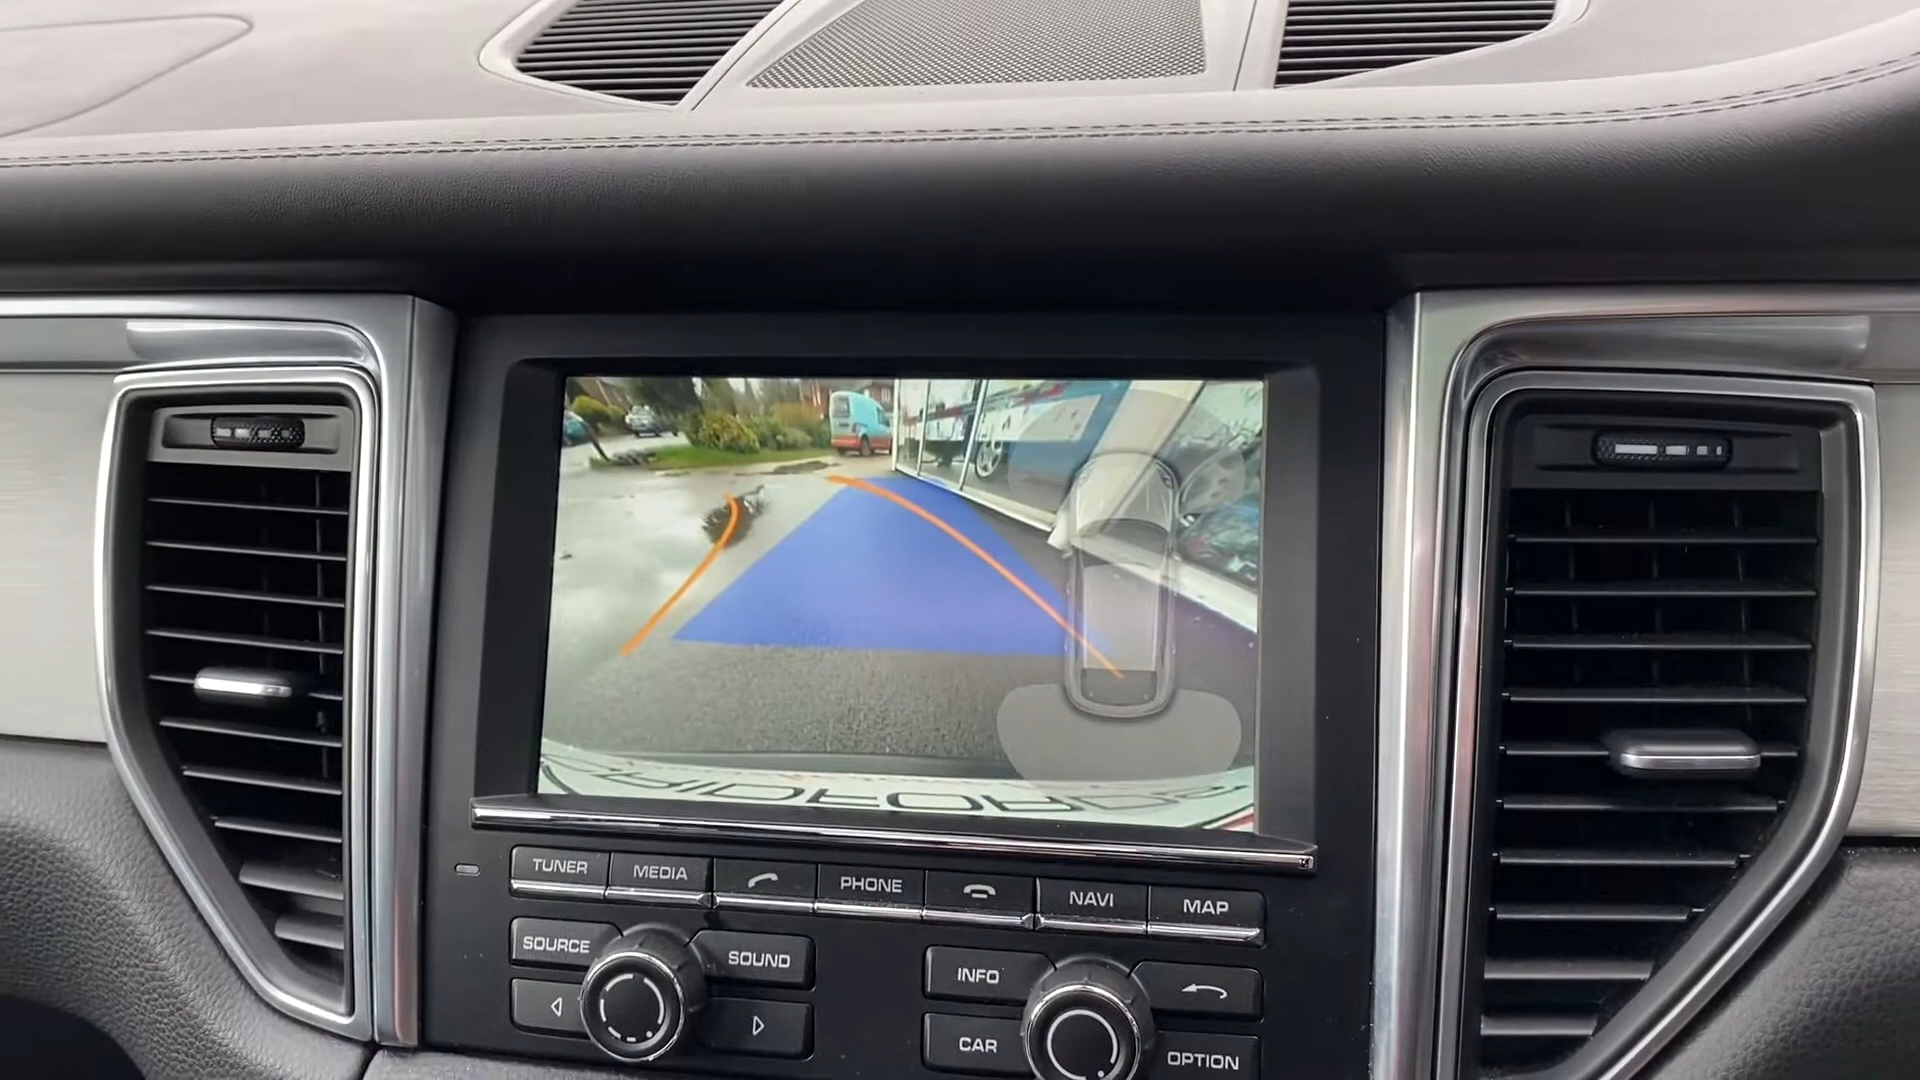 TUNER
MEDIA
PHONE
NAVI
MAP
SOURCE
SOUND
INFO
CAR
OPTION